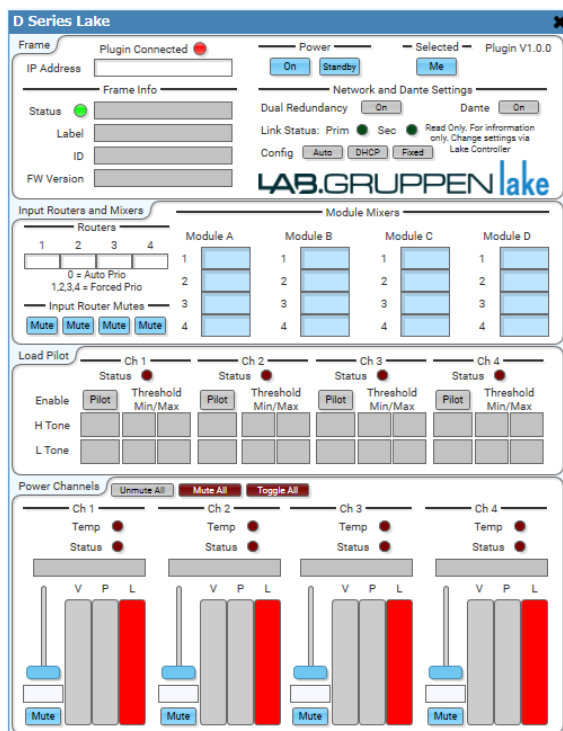 D Series Lake
Frame Plugin Connected Power Selected Plugin V1.0.0
IP Address On Standby Me
Frame Info Network and Dante Settings
Status Dual Redundancy On Dante On
Label Link Status: Prim Sec Read Only. For infrormation only. Change settings via Lake Controller
ID Config Auto DHCP Fixed
FW Version LAB.GRUPPEN lake
Input Routers and Mixers Module Mixers
Routers
1 2 3 4 Module A Module B Module C Module D
0 = Auto Prio
1,2,3,4 = Forced Prio
Input Router Mutes
Mute Mute Mute Mute
1 1 1 1
2 2 2 2
3 3 3 3
4 4 4 4
Load Pilot Ch 1 Ch 2 Ch 3 Ch 4
Status Status Status Status
Enable Pilot Threshold Min/Max Pilot Threshold Min/Max Pilot Threshold Min/Max Pilot Threshold Min/Max
H Tone
L Tone
Power Channels Unmute All Mute All Toggle All
Ch 1 Ch 2 Ch 3 Ch 4
Temp Temp Temp Temp
Status Status Status Status
V P L V P L V P L V P L
Mute Mute Mute Mute